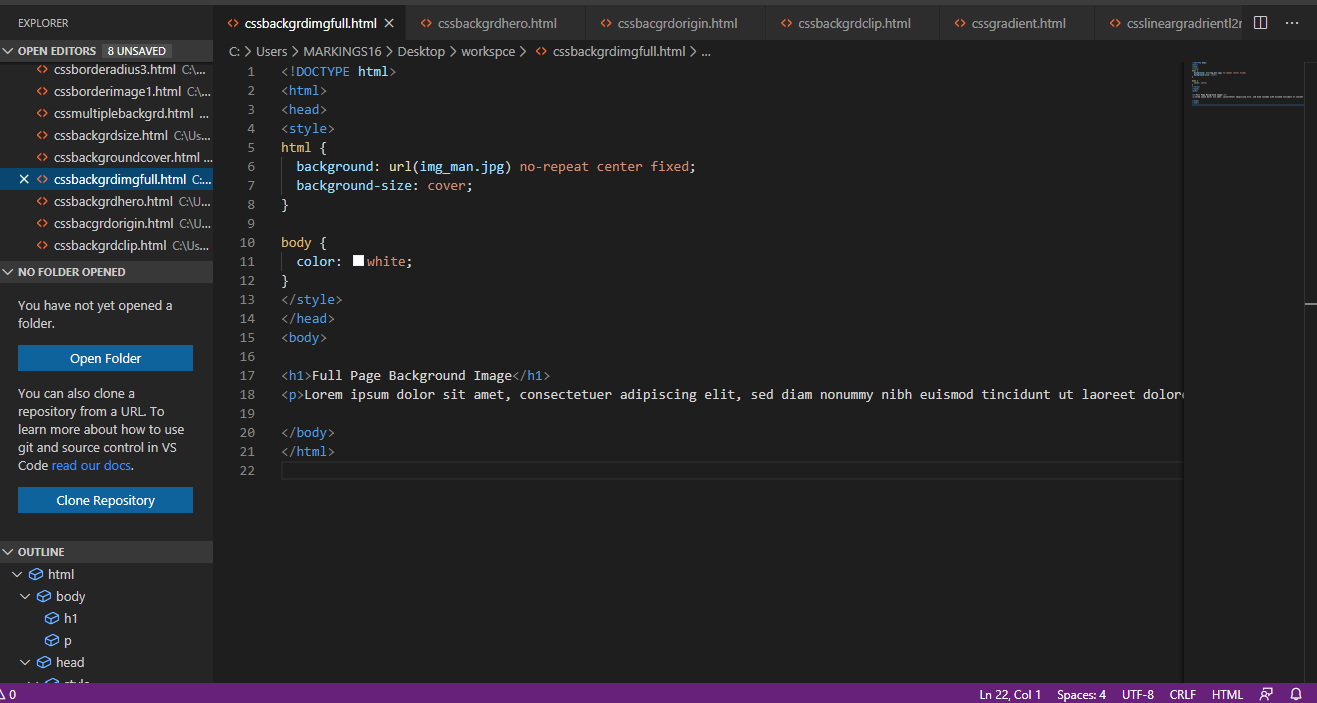 EXPLORER
OPEN EDITORS 8 UNSAVED
cssborderadius3.html C:\...
cssborderimage1.html C:\...
cssmultiplebackgrd.html ...
cssbackgrdsize.html C:\Us...
cssbackgroundcover.html ...
cssbackgrdimgfull.html C:...
cssbackgrdhero.html C:\U...
cssbacgrdorigin.html C:\U...
cssbackgrdclip.html C:\Us...
NO FOLDER OPENED
You have not yet opened a
folder.
Open Folder
You can also clone a
repository from a URL. To
learn more about how to use
git and source control in VS
Code read our docs.
Clone Repository
OUTLINE
html
body
h1
p
head
style
cssbackgrdimgfull.html cssbackgrdhero.html cssbacgrdorigin.html cssbackgrdclip.html cssgradient.html csslineargradrientl2r
C: > Users > MARKINGS16 > Desktop > workspce > cssbackgrdimgfull.html > ...
1 <!DOCTYPE html>
2 <html>
3 <head>
4 <style>
5 html {
6 background: url(img_man.jpg) no-repeat center fixed;
7 background-size: cover;
8 }
9
10 body {
11 color: white;
12 }
13 </style>
14 </head>
15 <body>
16
17 <h1>Full Page Background Image</h1>
18 <p>Lorem ipsum dolor sit amet, consectetuer adipiscing elit, sed diam nonummy nibh euismod tincidunt ut laoreet dolore
19
20 </body>
21 </html>
22
0 Ln 22, Col 1 Spaces: 4 UTF-8 CRLF HTML